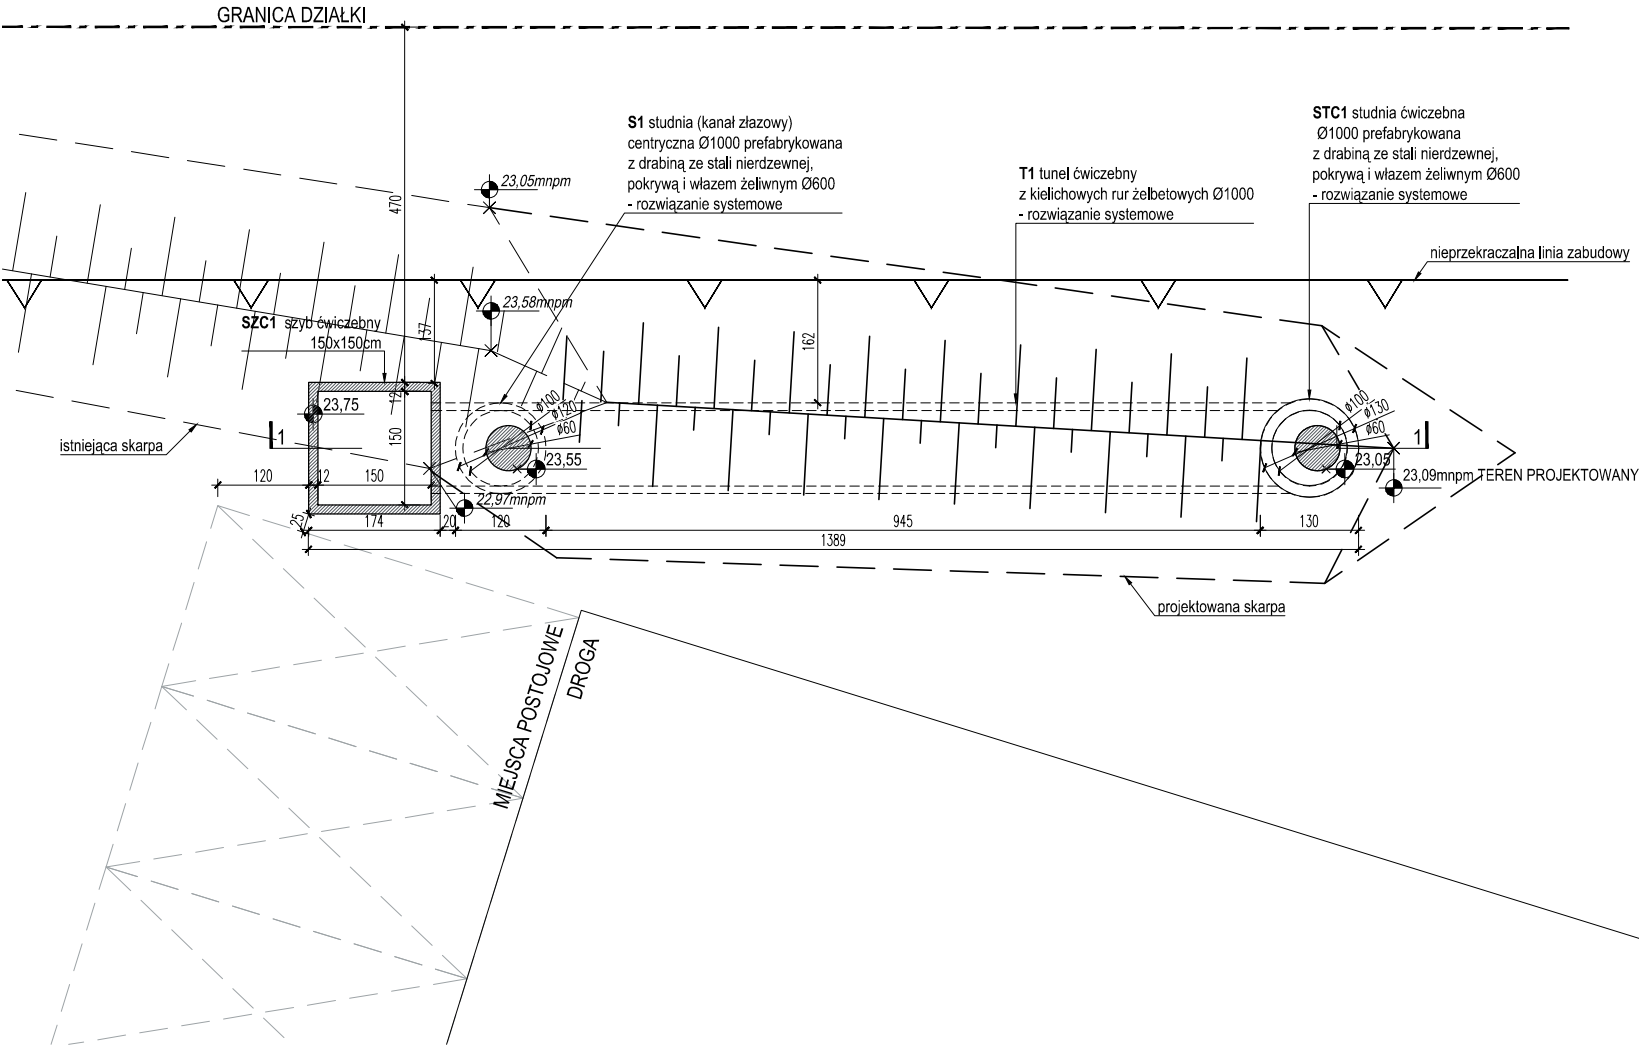 GRANICA DZIAŁKI
S1 studnia (kanał złazowy)
centryczna Ø1000 prefabrykowana
z drabiną ze stali nierdzewnej,
pokrywą i włazem żeliwnym Ø600
- rozwiązanie systemowe
STC1 studnia ćwiczebna
Ø1000 prefabrykowana
z drabiną ze stali nierdzewnej,
pokrywą i włazem żeliwnym Ø600
- rozwiązanie systemowe
T1 tunel ćwiczebny
z kielichowych rur żelbetowych Ø1000
- rozwiązanie systemowe
23,05mnpm
470
nieprzekraczalna linia zabudowy
23,58mnpm
SZC1 szyb ćwiczebny
150x150cm
137
162
12
23,75
150
ø100
ø120
ø60
ø100
ø130
ø60
1
1
istniejąca skarpa
23,55
23,05
23,09mnpm TEREN PROJEKTOWANY
120
12
150
22,97mnpm
25
174
20
120
945
130
1389
projektowana skarpa
MIEJSCA POSTOJOWE
DROGA